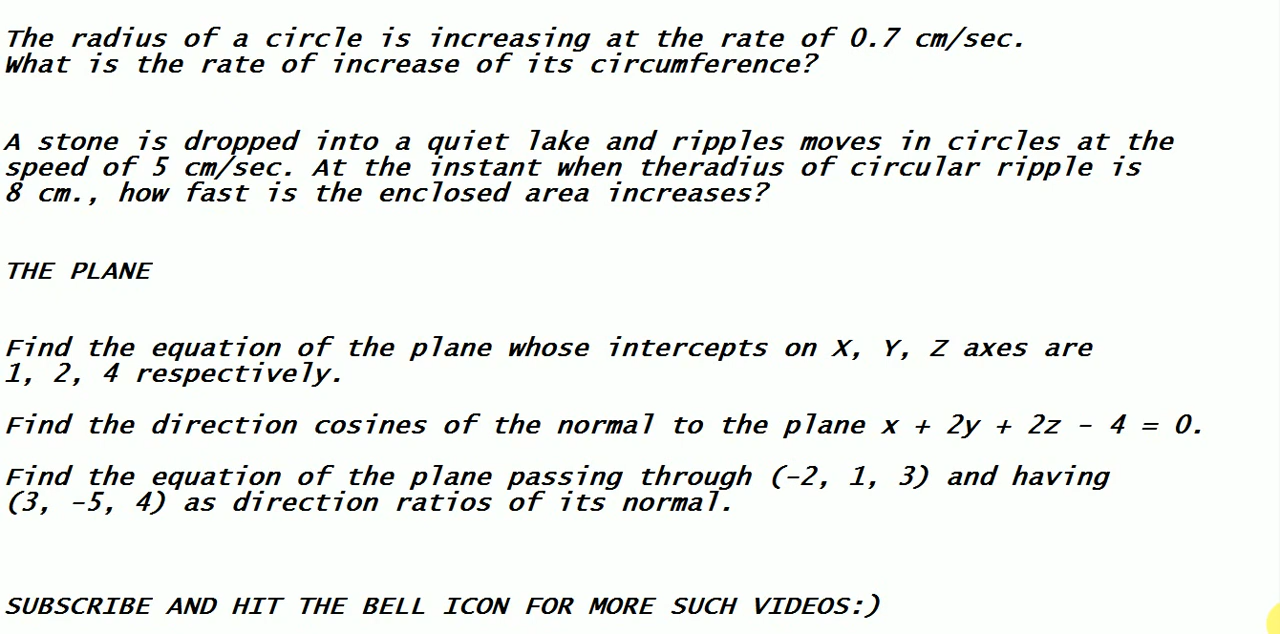 The radius of a circle is increasing at the rate of 0.7 cm/sec.
What is the rate of increase of its circumference?
A stone is dropped into a quiet lake and ripples moves in circles at the
speed of 5 cm/sec. At the instant when theradius of circular ripple is
8 cm., how fast is the enclosed area increases?
THE PLANE
Find the equation of the plane whose intercepts on X, Y, Z axes are
1, 2, 4 respectively.
Find the direction cosines of the normal to the plane x + 2y + 2z - 4 = 0.
Find the equation of the plane passing through (-2, 1, 3) and having
(3, -5, 4) as direction ratios of its normal.
SUBSCRIBE AND HIT THE BELL ICON FOR MORE SUCH VIDEOS:)